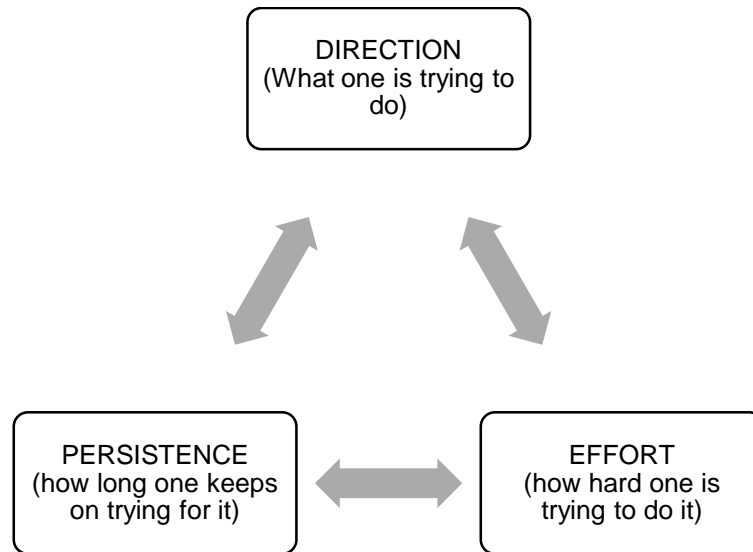 DIRECTION
(What one is trying to
do)
PERSISTENCE
(how long one keeps
on trying for it)
EFFORT
(how hard one is
trying to do it)